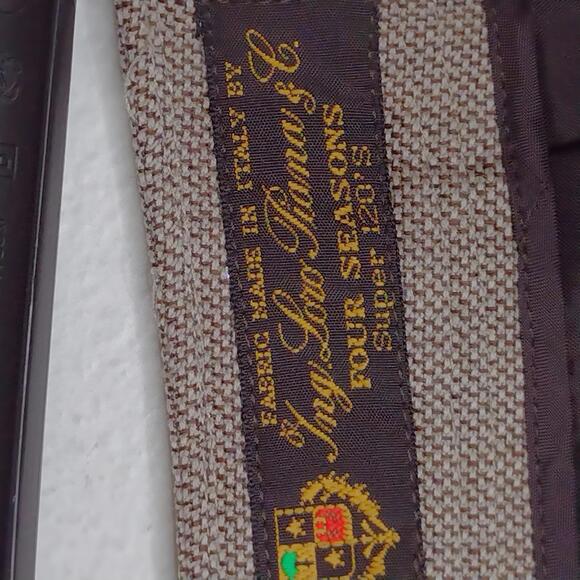 FABRIC MADE IN ITALY BY
Ing. Loro Piana's & C.
FOUR SEASONS
Super 120'S